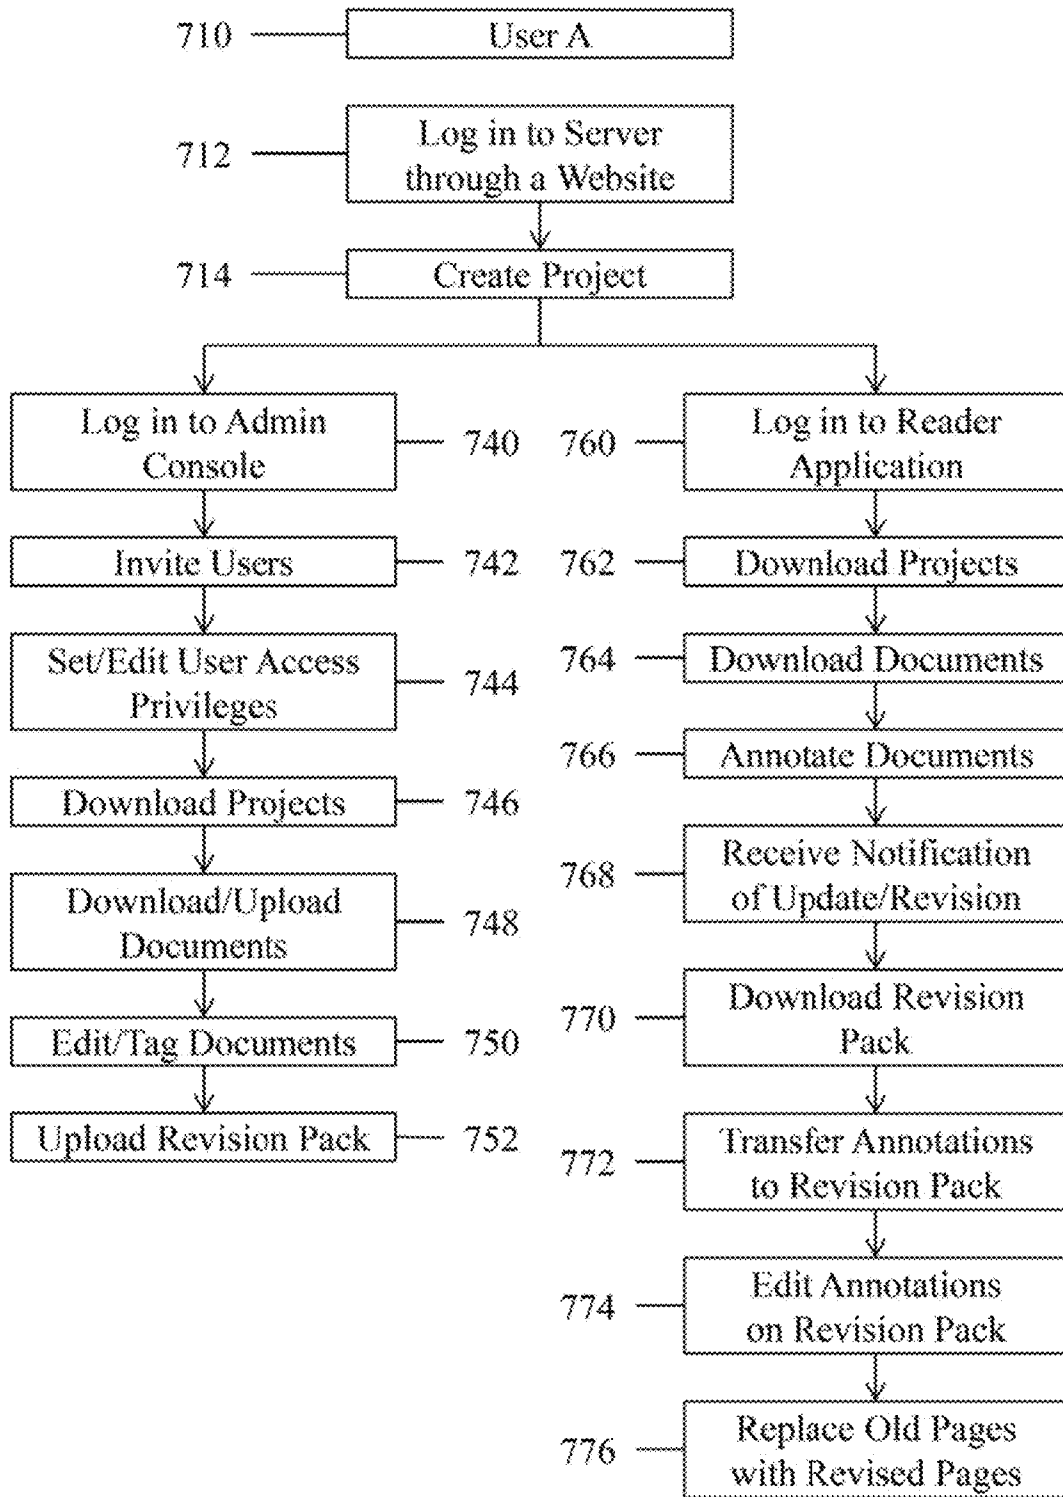 710
User A
712
Log in to Server
through a Website
714
Create Project
Log in to Admin
Console
740
Invite Users
742
Set/Edit User Access
Privileges
744
Download Projects
746
Download/Upload
Documents
748
Edit/Tag Documents
750
Upload Revision Pack
752
760
Log in to Reader
Application
762
Download Projects
764
Download Documents
766
Annotate Documents
768
Receive Notification
of Update/Revision
770
Download Revision
Pack
772
Transfer Annotations
to Revision Pack
774
Edit Annotations
on Revision Pack
776
Replace Old Pages
with Revised Pages